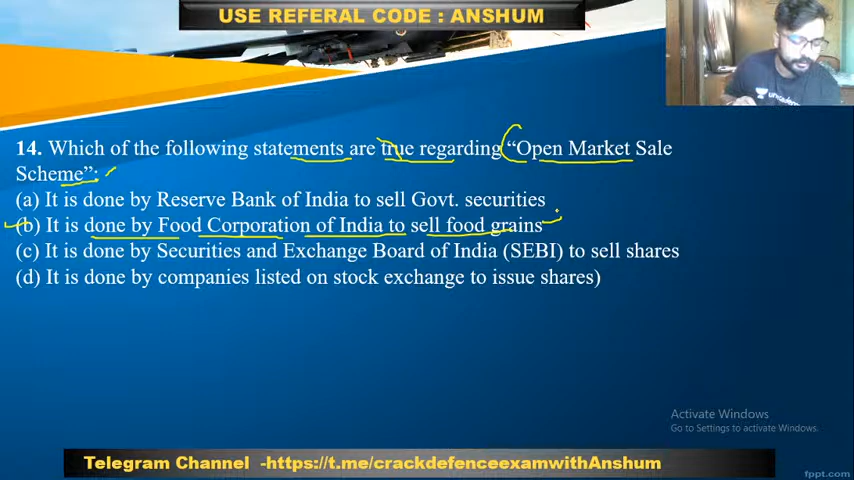 USE REFERAL CODE : ANSHUM
14. Which of the following statements are true regarding “Open Market Sale
Scheme”:
(a) It is done by Reserve Bank of India to sell Govt. securities
(b) It is done by Food Corporation of India to sell food grains
(c) It is done by Securities and Exchange Board of India (SEBI) to sell shares
(d) It is done by companies listed on stock exchange to issue shares)
Activate Windows
Go to Settings to activate Windows.
Telegram Channel -https://t.me/crackdefenceexamwithAnshum
fppt.com